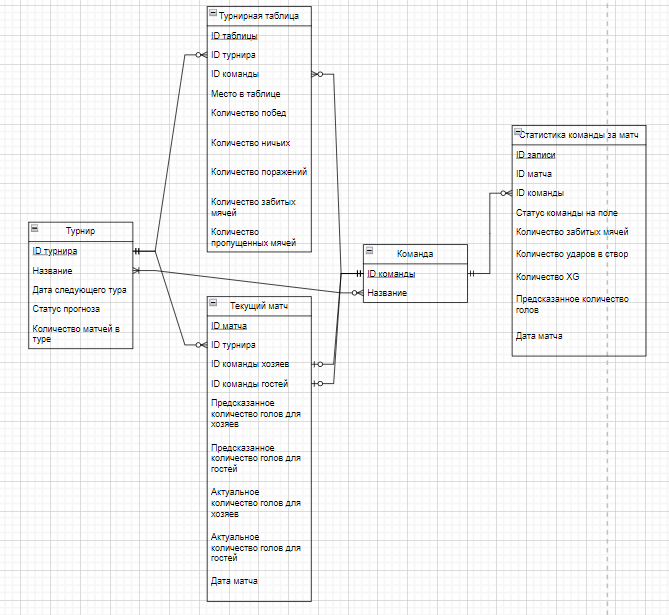 Турнирная таблица
ID таблицы
ID турнира
ID команды
Место в таблице
Количество побед
Количество ничьих
Количество поражений
Количество забитых
мячей
Количество
пропущенных мячей
Турнир
ID турнира
Название
Дата следующего тура
Статус прогноза
Количество матчей в
туре
Текущий матч
ID матча
ID турнира
ID команды хозяев
ID команды гостей
Предсказанное
количество голов для
хозяев
Предсказанное
количество голов для
гостей
Актуальное
количество голов для
хозяев
Актуальное
количество голов для
гостей
Дата матча
Команда
ID команды
Название
Статистика команды за матч
ID записи
ID матча
ID команды
Статус команды на поле
Количество забитых мячей
Количество ударов в створ
Количество XG
Предсказанное количество
голов
Дата матча